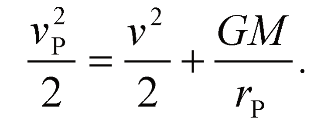 v_P^2/2 = v^2/2 + GM/r_P.